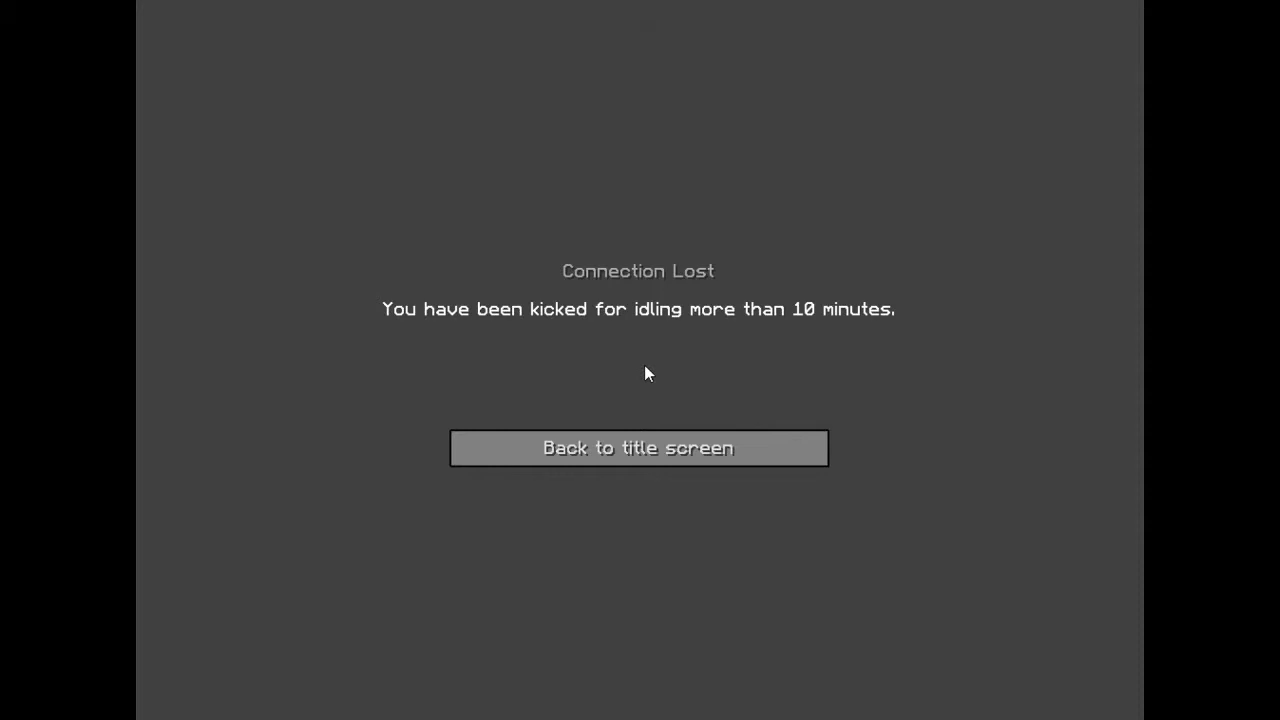 Connection Lost
You have been kicked for idling more than 10 minutes.
Back to title screen